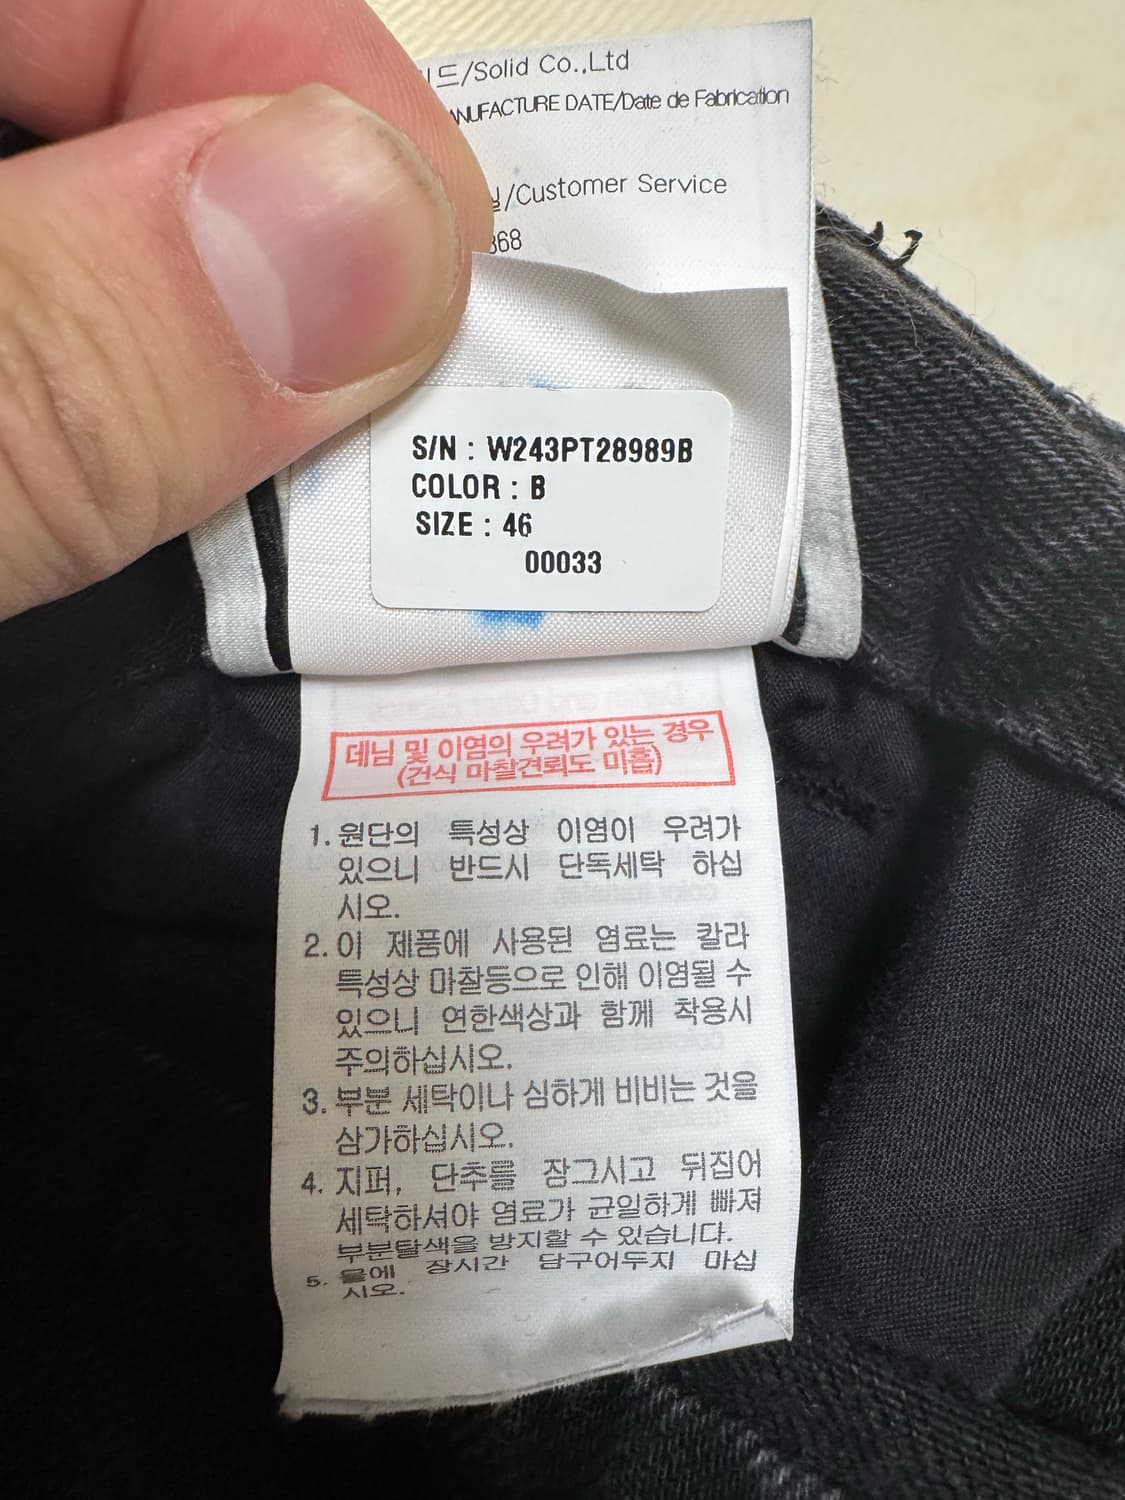 드/Solid Co.,Ltd
MANUFACTURE DATE/Date de Fabrication
실/Customer Service
368
S/N : W243PT28989B
COLOR : B
SIZE : 46
00033
데님 및 이염의 우려가 있는 경우
(건식 마찰견뢰도 미흡)
1. 원단의 특성상 이염이 우려가
있으니 반드시 단독세탁 하십
시오.
2. 이 제품에 사용된 염료는 칼라
특성상 마찰등으로 인해 이염될 수
있으니 연한색상과 함께 착용시
주의하십시오.
3. 부분 세탁이나 심하게 비비는 것을
삼가하십시오.
4. 지퍼, 단추를 잠그시고 뒤집어
세탁하셔야 염료가 균일하게 빠져
부분탈색을 방지할 수 있습니다.
5. 물에 장시간 담구어두지 마십
시오.